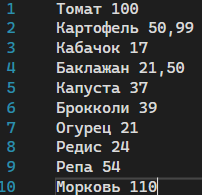 1 Томат 100
2 Картофель 50,99
3 Кабачок 17
4 Баклажан 21,50
5 Капуста 37
6 Брокколи 39
7 Огурец 21
8 Редис 24
9 Репа 54
10 Морковь 110